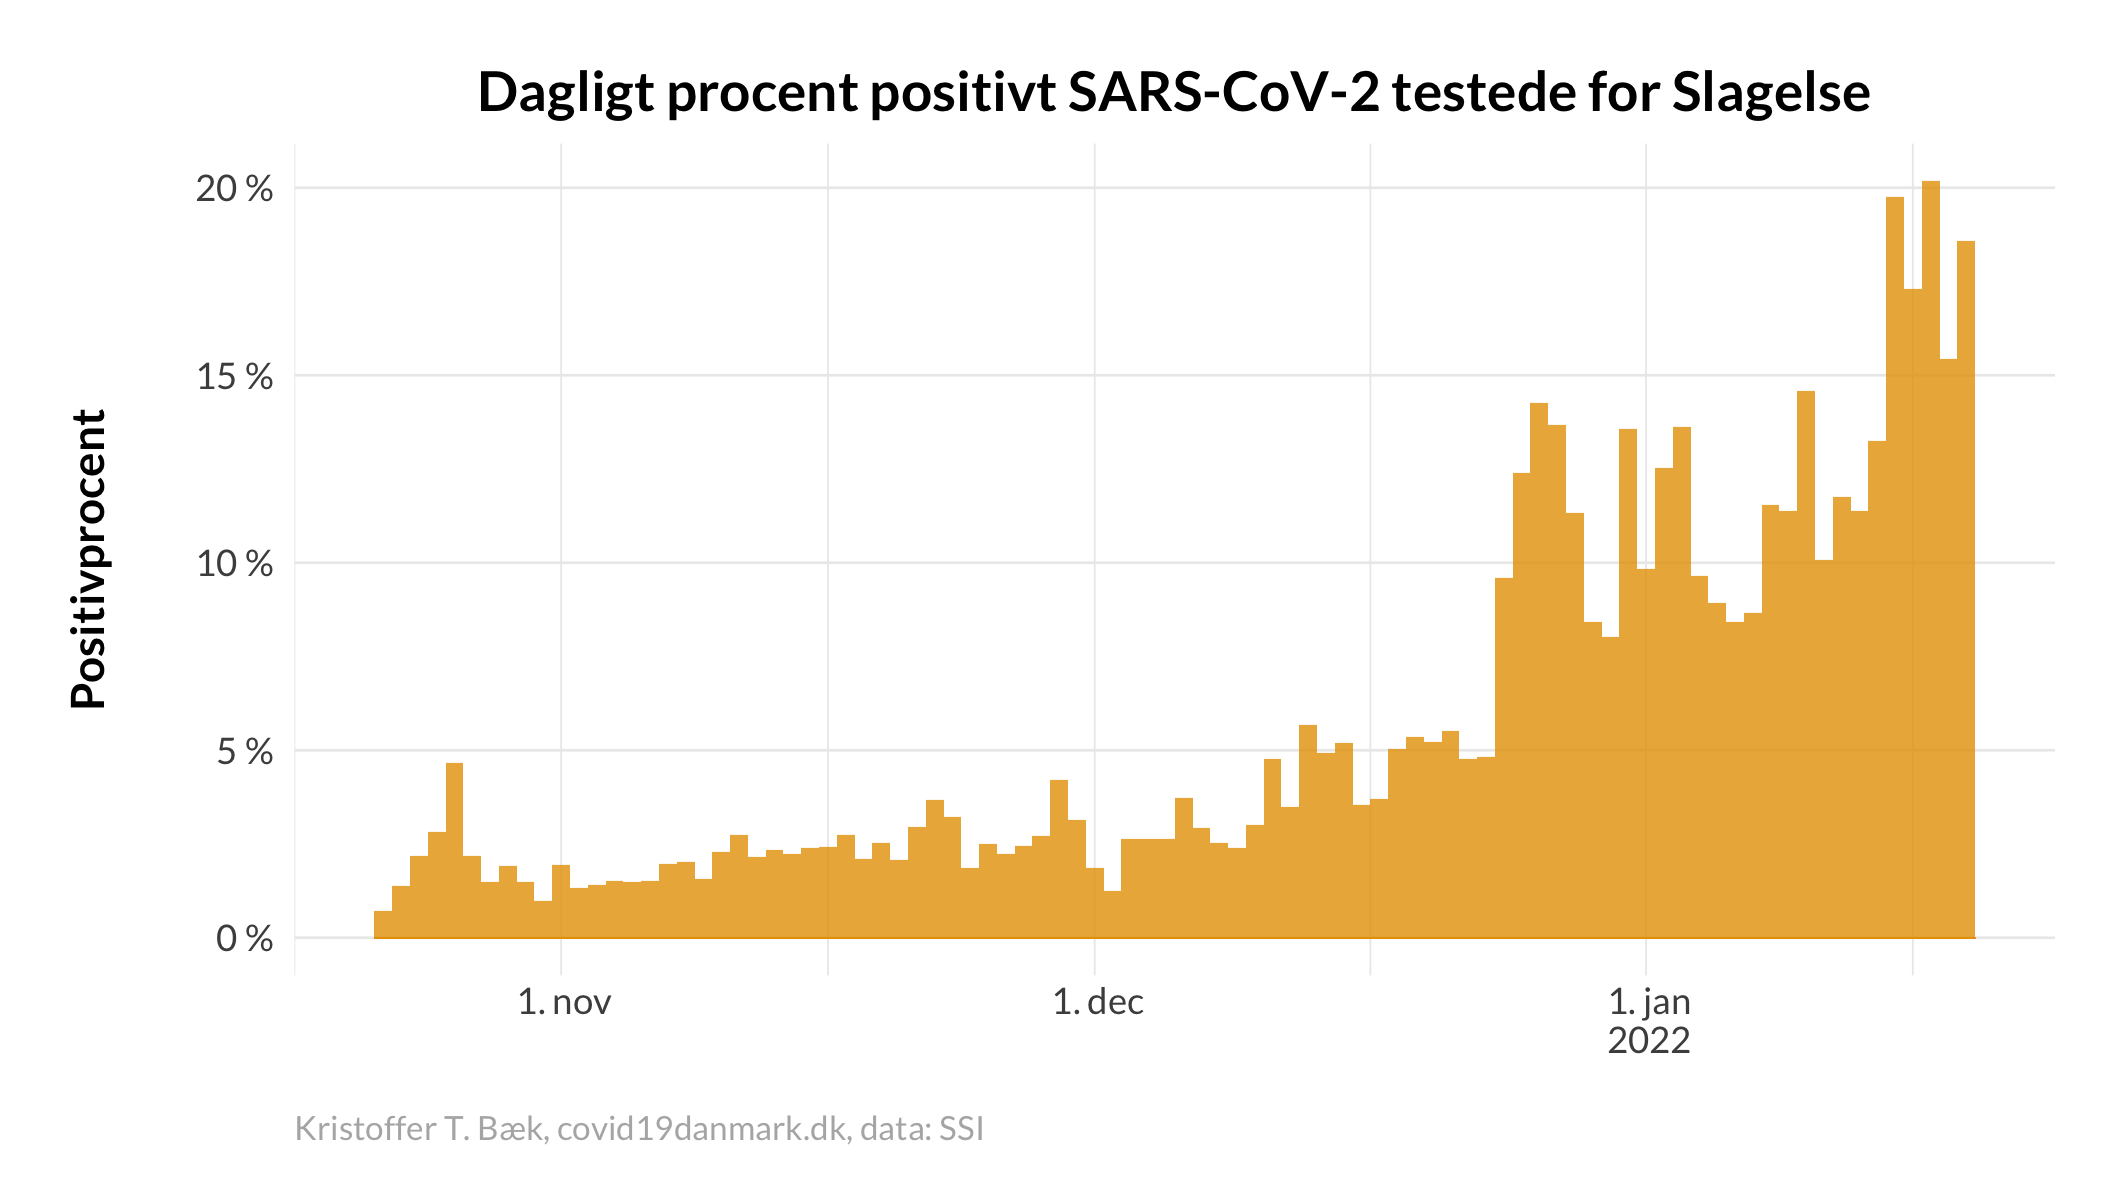 Dagligt procent positivt SARS-CoV-2 testede for Slagelse
Positivprocent
20 %
15 %
10 %
5 %
0 %
1. nov
1. dec
1. jan
2022
Kristoffer T. Bæk, covid19danmark.dk, data: SSI